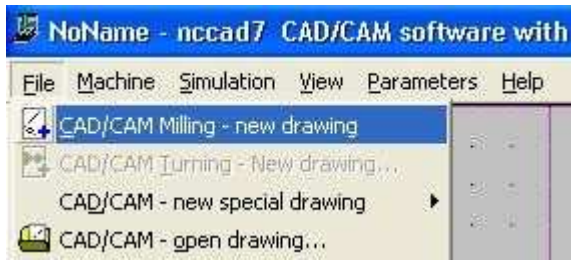 NoName - nccad7 CAD/CAM software with
File Machine Simulation View Parameters Help
CAD/CAM Milling - new drawing
CAD/CAM Turning - New drawing...
CAD/CAM - new special drawing
CAD/CAM - open drawing...